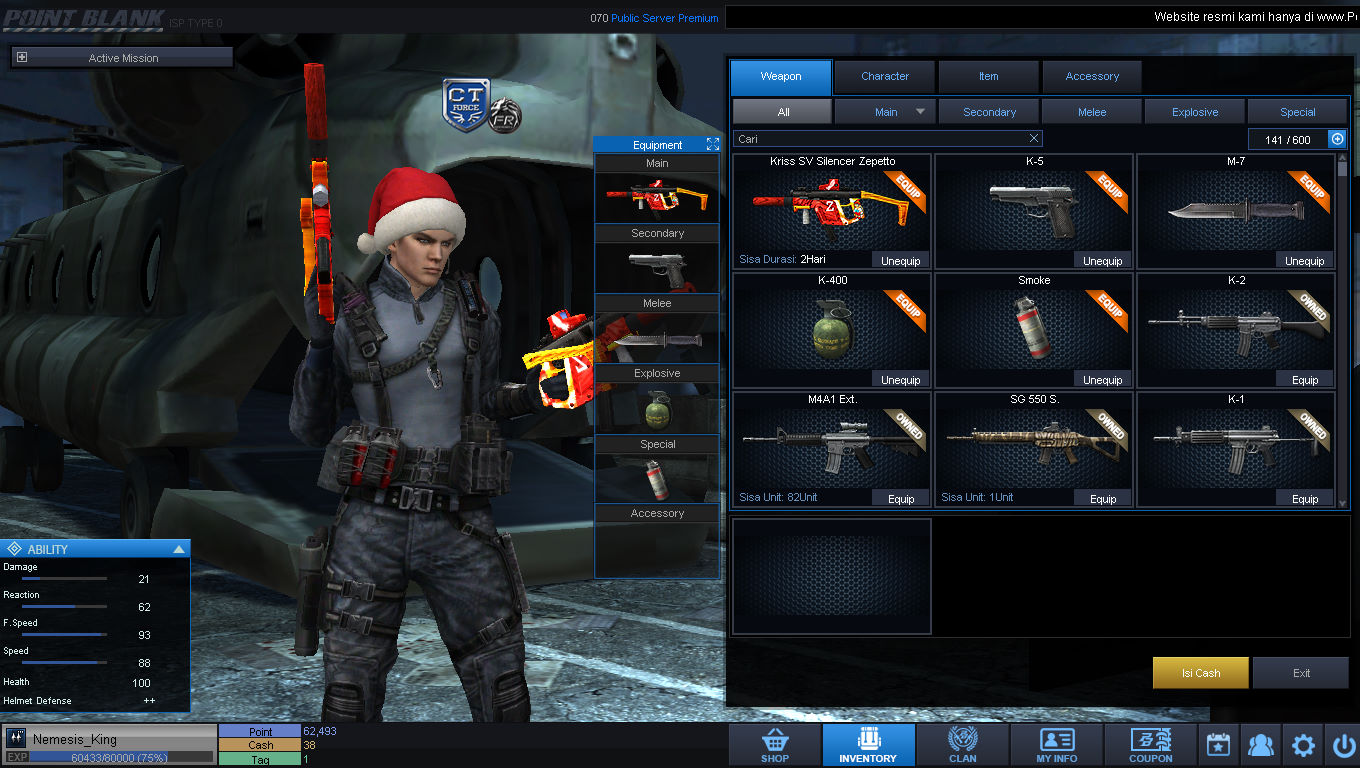 POINT BLANK
ISP TYPE 0
070 Public Server Premium
Website resmi kami hanya di www.P
Active Mission
CT
FORCE
FR
Weapon
Character
Item
Accessory
All
Main
Secondary
Melee
Explosive
Special
Cari
141 / 600
Equipment
Main
Secondary
Melee
Explosive
Special
Accessory
Kriss SV Silencer Zepetto
EQUIP
Sisa Durasi: 2Hari
Unequip
K-5
EQUIP
Unequip
M-7
EQUIP
Unequip
K-400
EQUIP
Unequip
Smoke
EQUIP
Unequip
K-2
OWNED
Equip
M4A1 Ext.
OWNED
Sisa Unit: 82Unit
Equip
SG 550 S.
OWNED
Sisa Unit: 1Unit
Equip
K-1
OWNED
Equip
ABILITY
Damage
21
Reaction
62
F.Speed
93
Speed
88
Health
100
Helmet Defense
++
Isi Cash
Exit
Nemesis_King
EXP 60433/80000 (75%)
Point 62,493
Cash 38
Tag 1
SHOP
INVENTORY
CLAN
MY INFO
COUPON